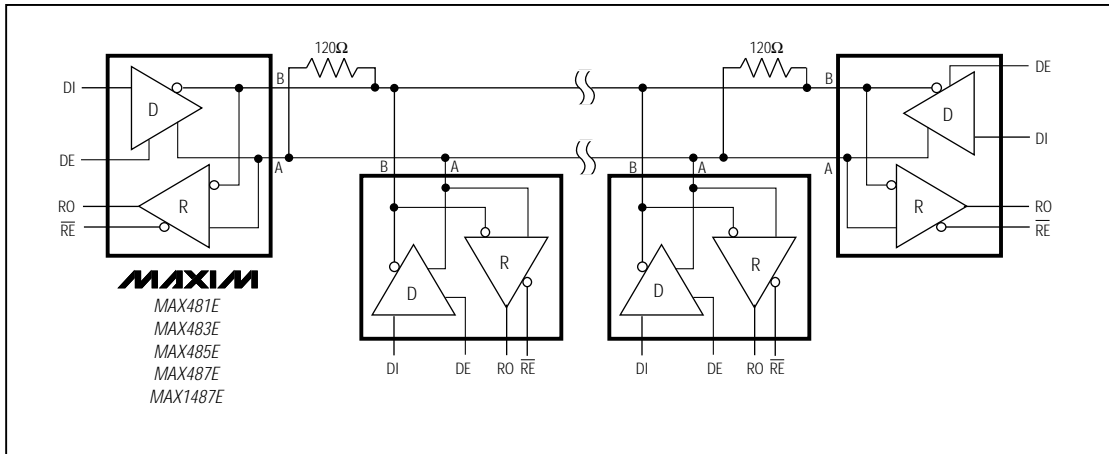 120Ω 120Ω
B B
DI D DE
D DI
DE A B A B A A
RO R R RO
RE RE
MAXIM
MAX481E
MAX483E
MAX485E
MAX487E
MAX1487E
R R
D D
DI DE RO RE DI DE RO RE